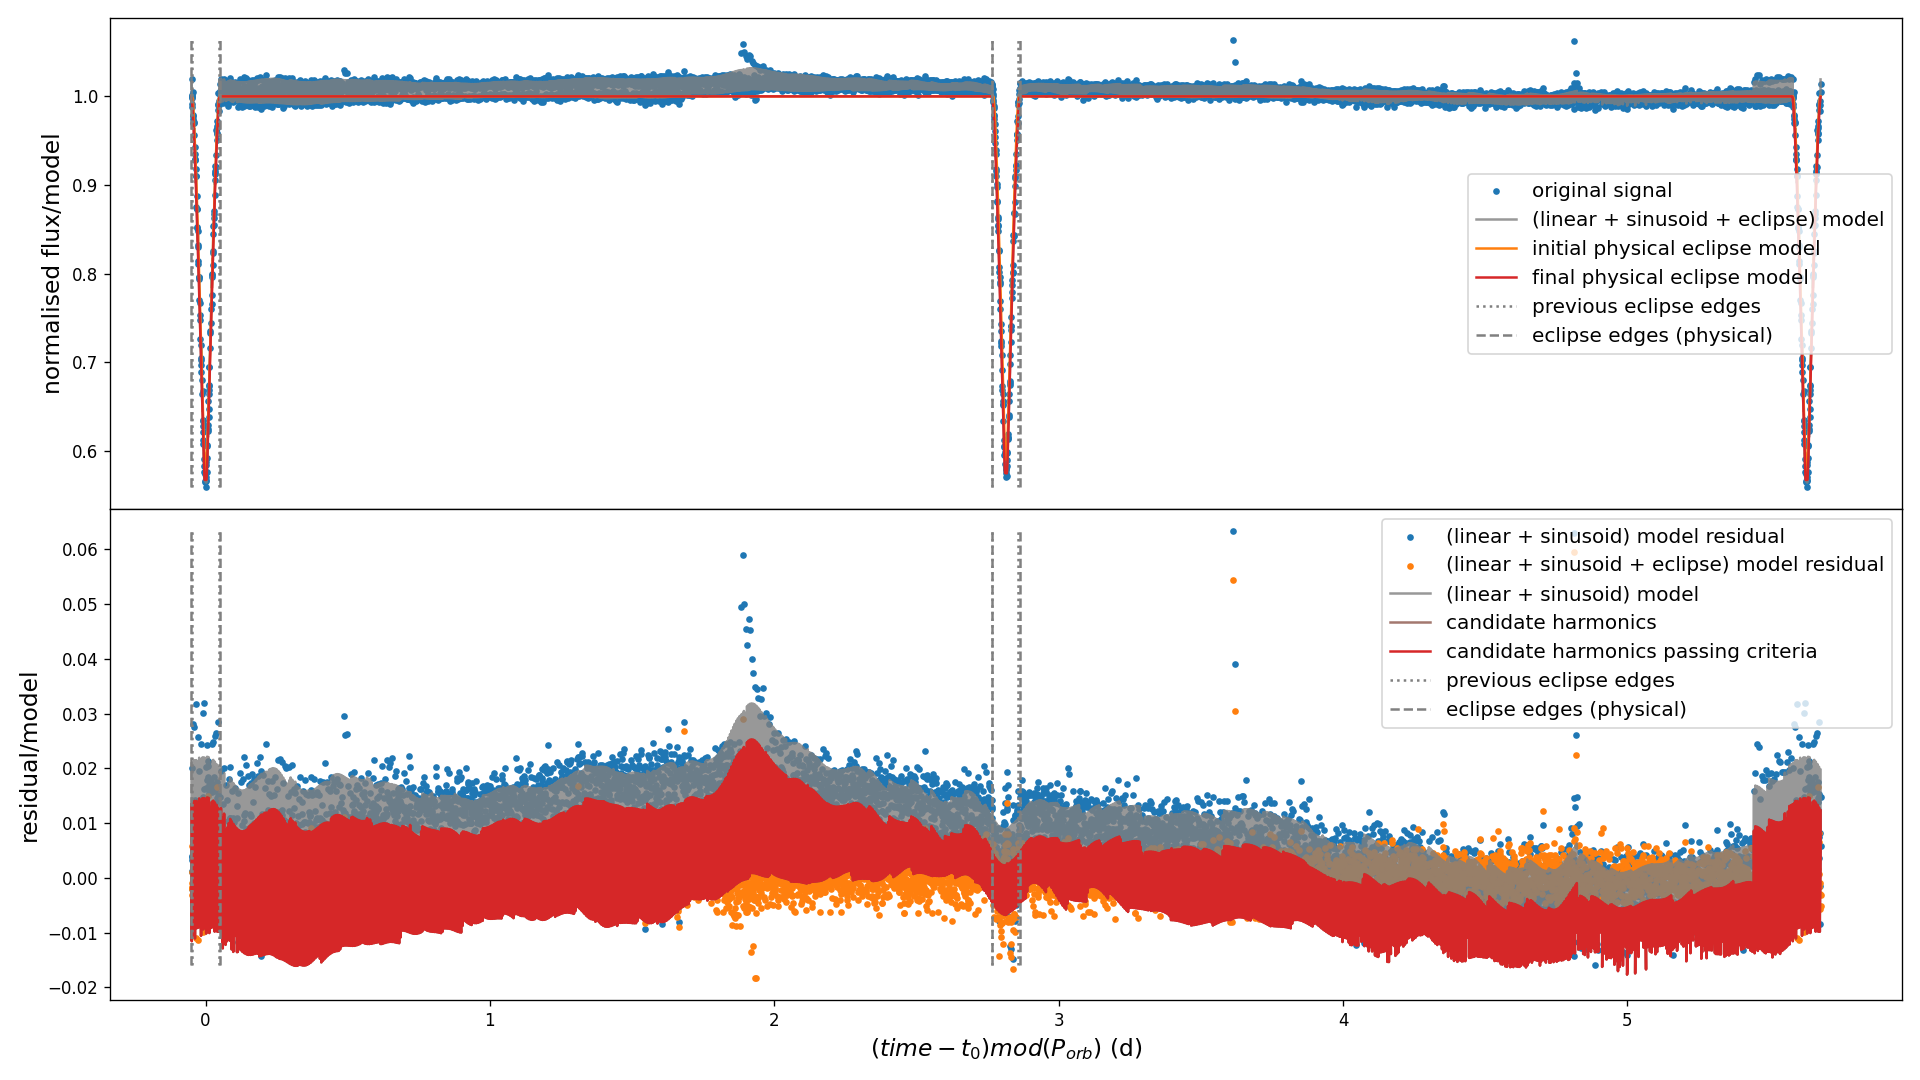 normalised flux/model
1.0
0.9
0.8
0.7
0.6
original signal
(linear + sinusoid + eclipse) model
initial physical eclipse model
final physical eclipse model
previous eclipse edges
eclipse edges (physical)
residual/model
0.06
0.05
0.04
0.03
0.02
0.01
0.00
−0.01
−0.02
(linear + sinusoid) model residual
(linear + sinusoid + eclipse) model residual
(linear + sinusoid) model
candidate harmonics
candidate harmonics passing criteria
previous eclipse edges
eclipse edges (physical)
0 1 2 3 4 5
(time − t₀)mod(P_orb) (d)